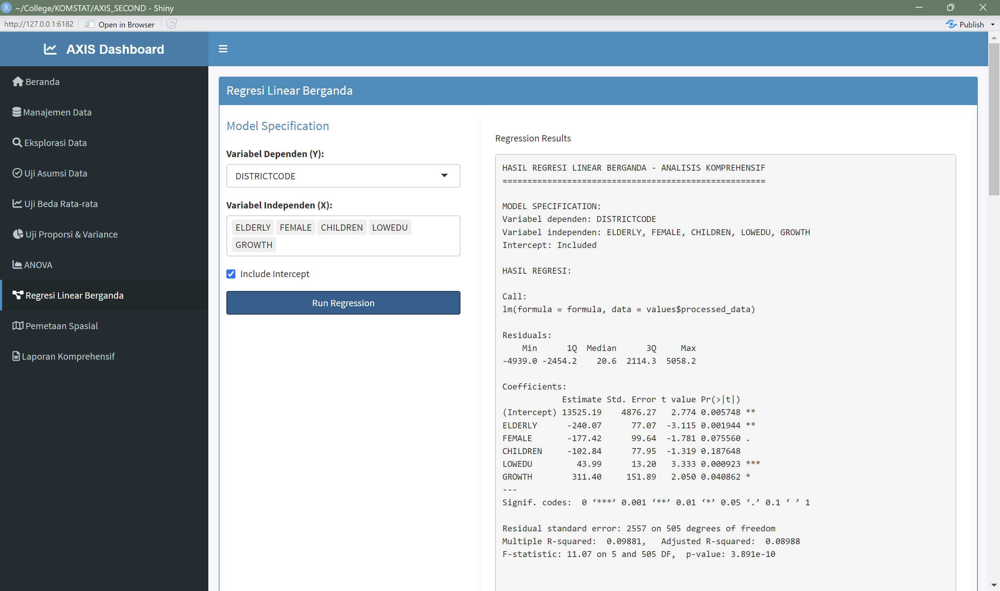 ~/College/KOMSTAT/AXIS_SECOND - Shiny
http://127.0.0.1:6182 Open in Browser Publish
AXIS Dashboard
Beranda
Manajemen Data
Eksplorasi Data
Uji Asumsi Data
Uji Beda Rata-rata
Uji Proporsi & Variance
ANOVA
Regresi Linear Berganda
Pemetaan Spasial
Laporan Komprehensif
Regresi Linear Berganda
Model Specification
Variabel Dependen (Y):
DISTRICTCODE
Variabel Independen (X):
ELDERLY FEMALE CHILDREN LOWEDU
GROWTH
Include Intercept
Run Regression
Regression Results
HASIL REGRESI LINEAR BERGANDA - ANALISIS KOMPREHENSIF
=====================================================
MODEL SPECIFICATION:
Variabel dependen: DISTRICTCODE
Variabel independen: ELDERLY, FEMALE, CHILDREN, LOWEDU, GROWTH
Intercept: Included
HASIL REGRESI:
Call:
lm(formula = formula, data = values$processed_data)
Residuals:
    Min      1Q  Median      3Q     Max
-4939.0 -2454.2    20.6  2114.3  5058.2
Coefficients:
            Estimate Std. Error t value Pr(>|t|)
(Intercept) 13525.19    4876.27   2.774 0.005748 **
ELDERLY      -240.07      77.07  -3.115 0.001944 **
FEMALE       -177.42      99.64  -1.781 0.075560 .
CHILDREN     -102.84      77.95  -1.319 0.187648
LOWEDU         43.99      13.20   3.333 0.000923 ***
GROWTH        311.40     151.89   2.050 0.040862 *
---
Signif. codes:  0 ‘***’ 0.001 ‘**’ 0.01 ‘*’ 0.05 ‘.’ 0.1 ‘ ’ 1
Residual standard error: 2557 on 505 degrees of freedom
Multiple R-squared:  0.09881,   Adjusted R-squared:  0.08988
F-statistic: 11.07 on 5 and 505 DF,  p-value: 3.891e-10